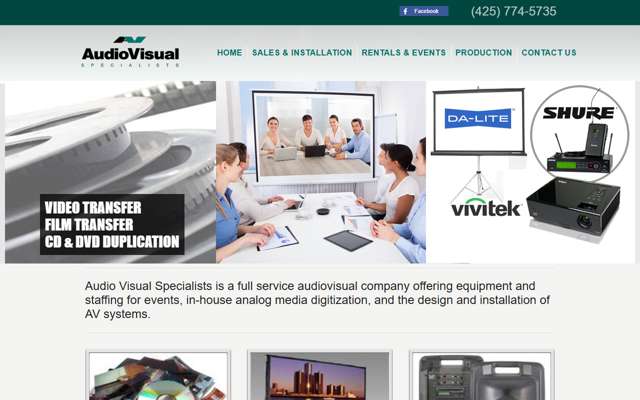 Facebook
(425) 774-5735
AudioVisual
SPECIALISTS
HOME SALES & INSTALLATION RENTALS & EVENTS PRODUCTION CONTACT US
VIDEO TRANSFER
FILM TRANSFER
CD & DVD DUPLICATION
DA-LITE
SHURE
vivitek
Audio Visual Specialists is a full service audiovisual company offering equipment and
staffing for events, in-house analog media digitization, and the design and installation of
AV systems.